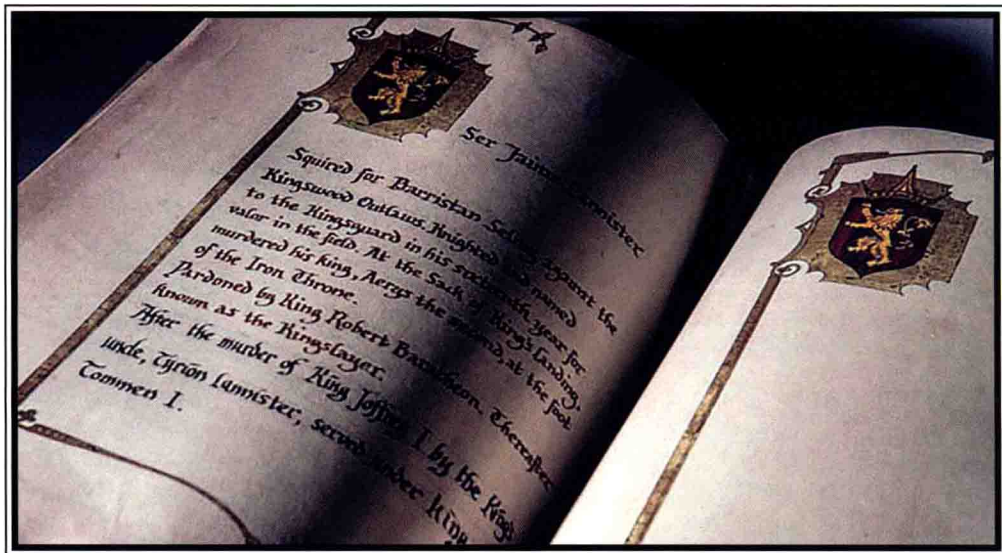 Ser Jaime Lannister
Squired for Barristan Selmy against the
Kingswood Outlaws. Knighted and named
to the Kingsguard in his sixteenth year for
valor in the field. At the Sack of King's Landing,
murdered his king, Aerys the second, at the foot
of the Iron Throne.
Pardoned by King Robert Baratheon. Thereafter
known as the Kingslayer.
After the murder of King Joffrey I by the King's
uncle, Tyrion Lannister, served under King
Tommen I.